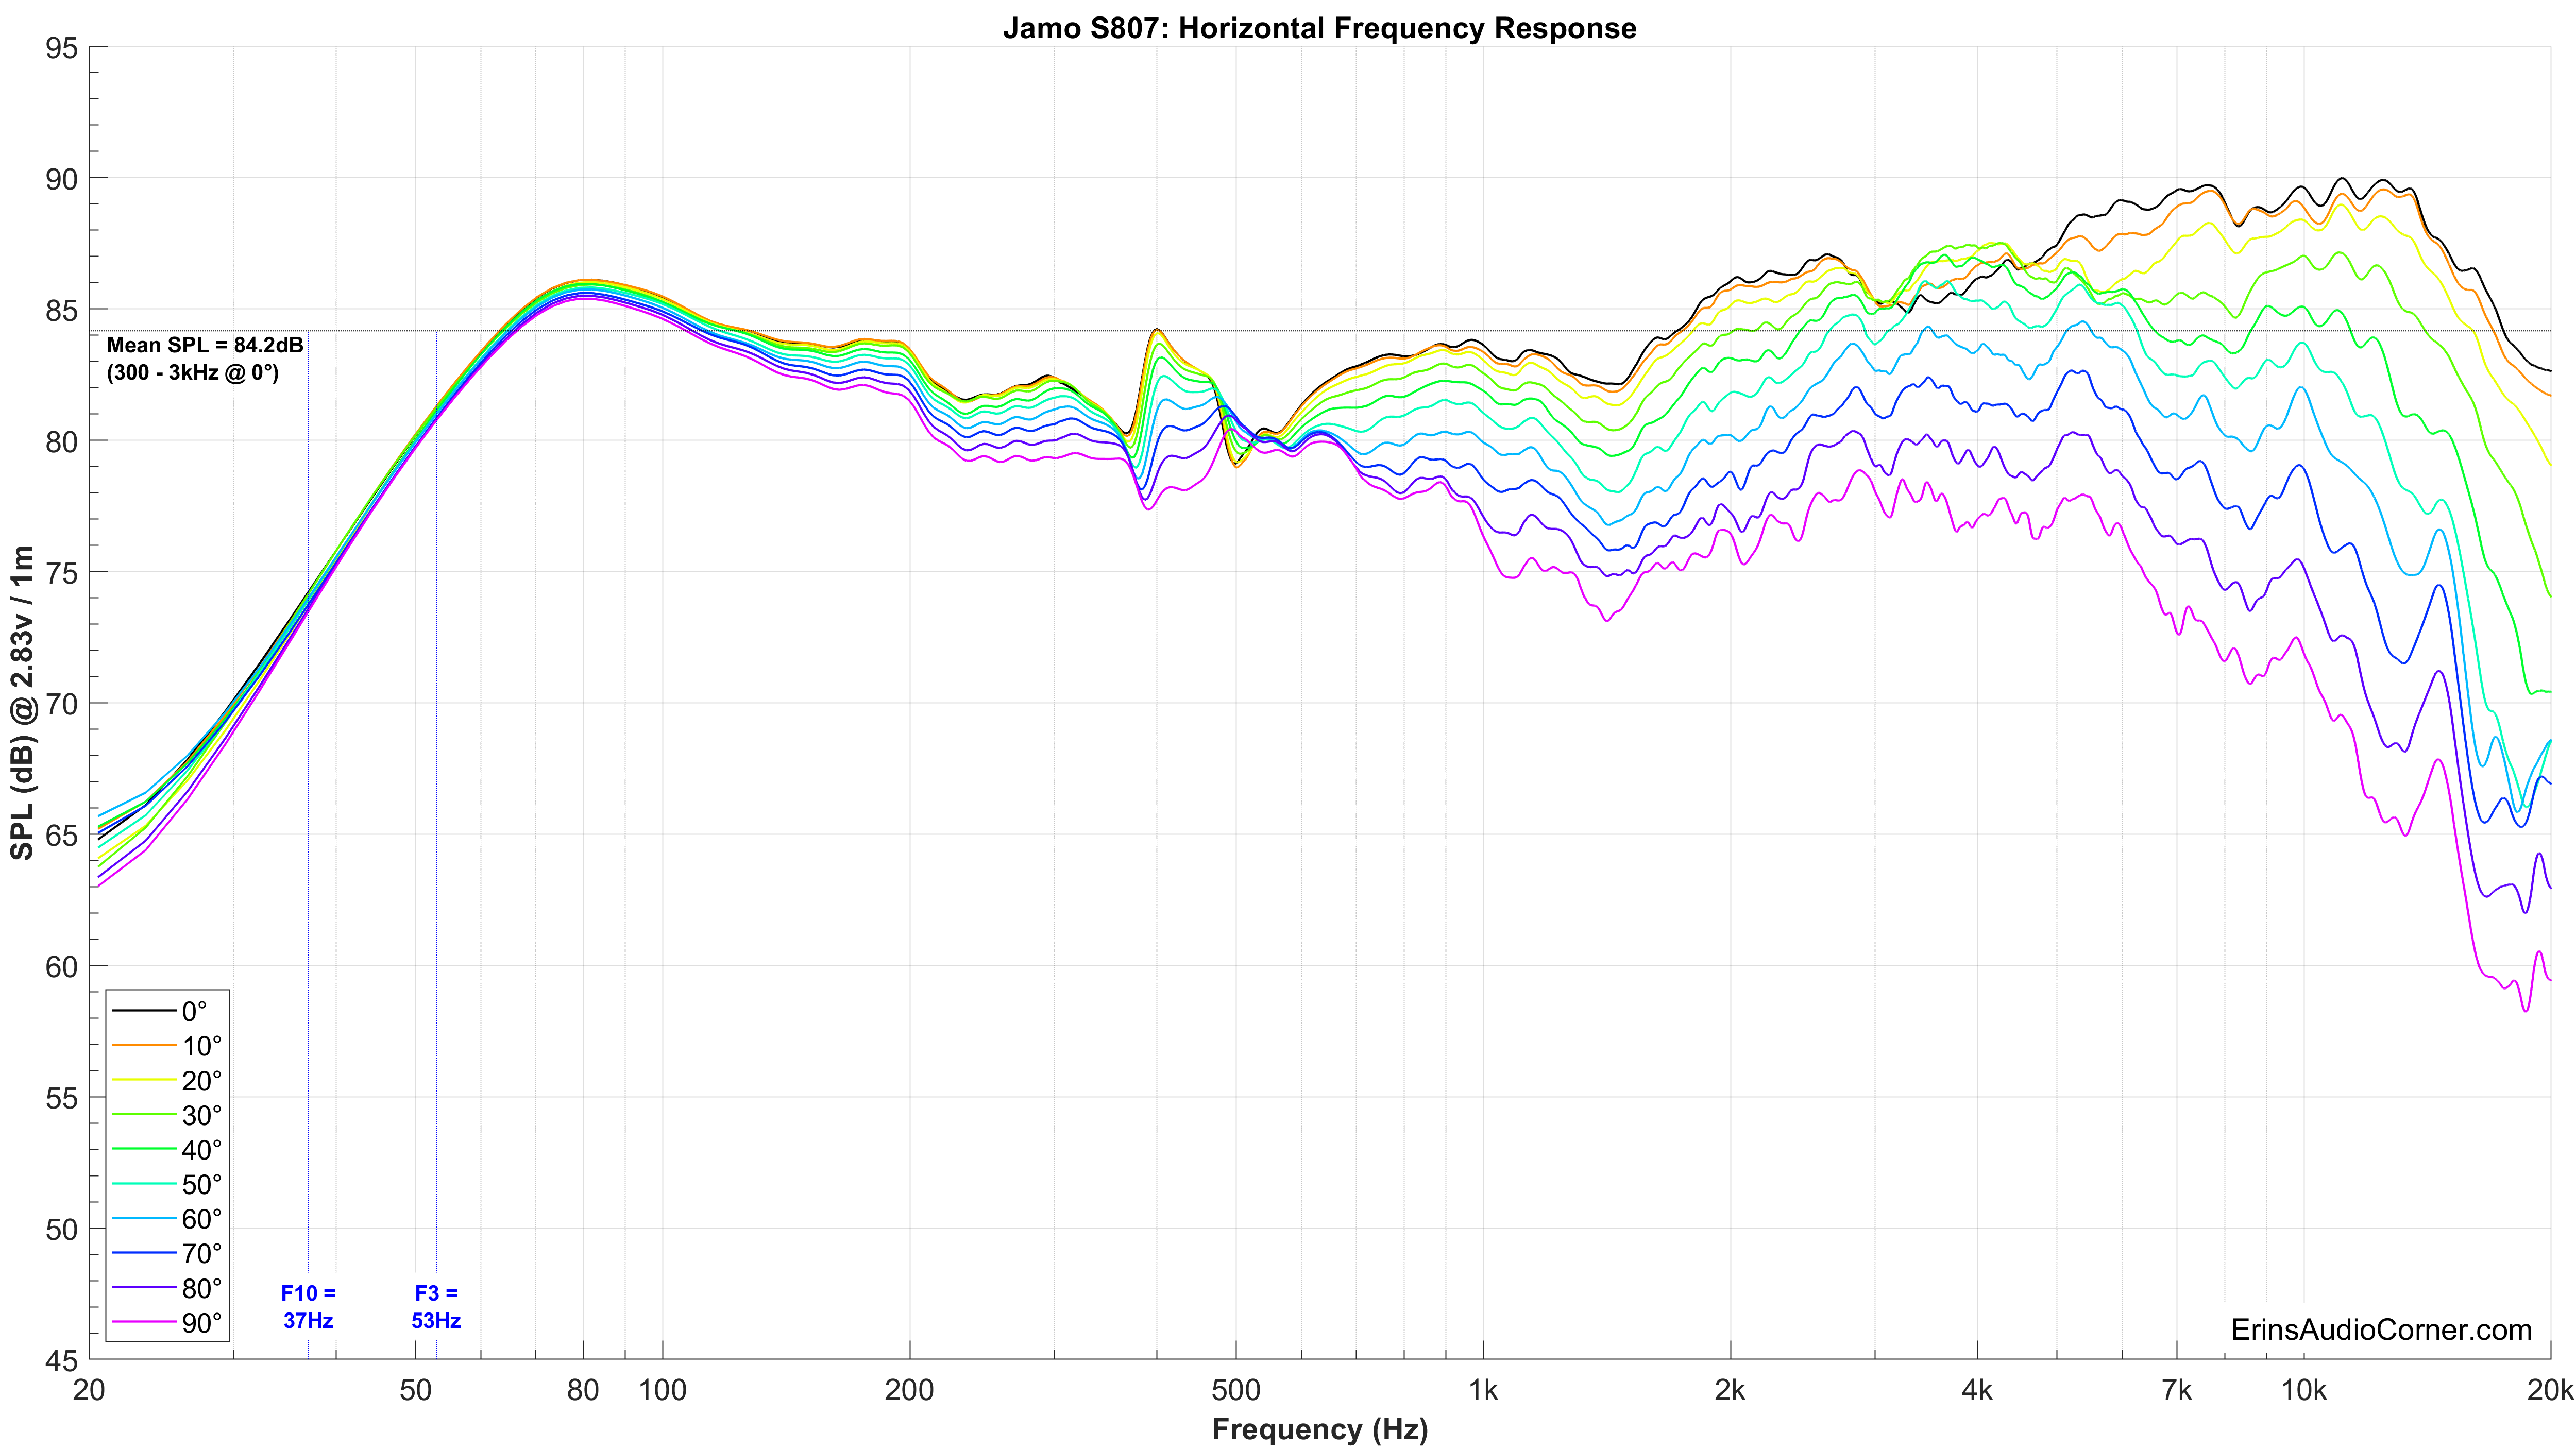 Jamo S807: Horizontal Frequency Response
SPL (dB) @ 2.83v / 1m
95
90
85
80
75
70
65
60
55
50
45
Mean SPL = 84.2dB
(300 - 3kHz @ 0°)
0°
10°
20°
30°
40°
50°
60°
70°
80°
90°
F10 =
37Hz
F3 =
53Hz
ErinsAudioCorner.com
20 50 80 100 200 500 1k 2k 4k 7k 10k 20k
Frequency (Hz)